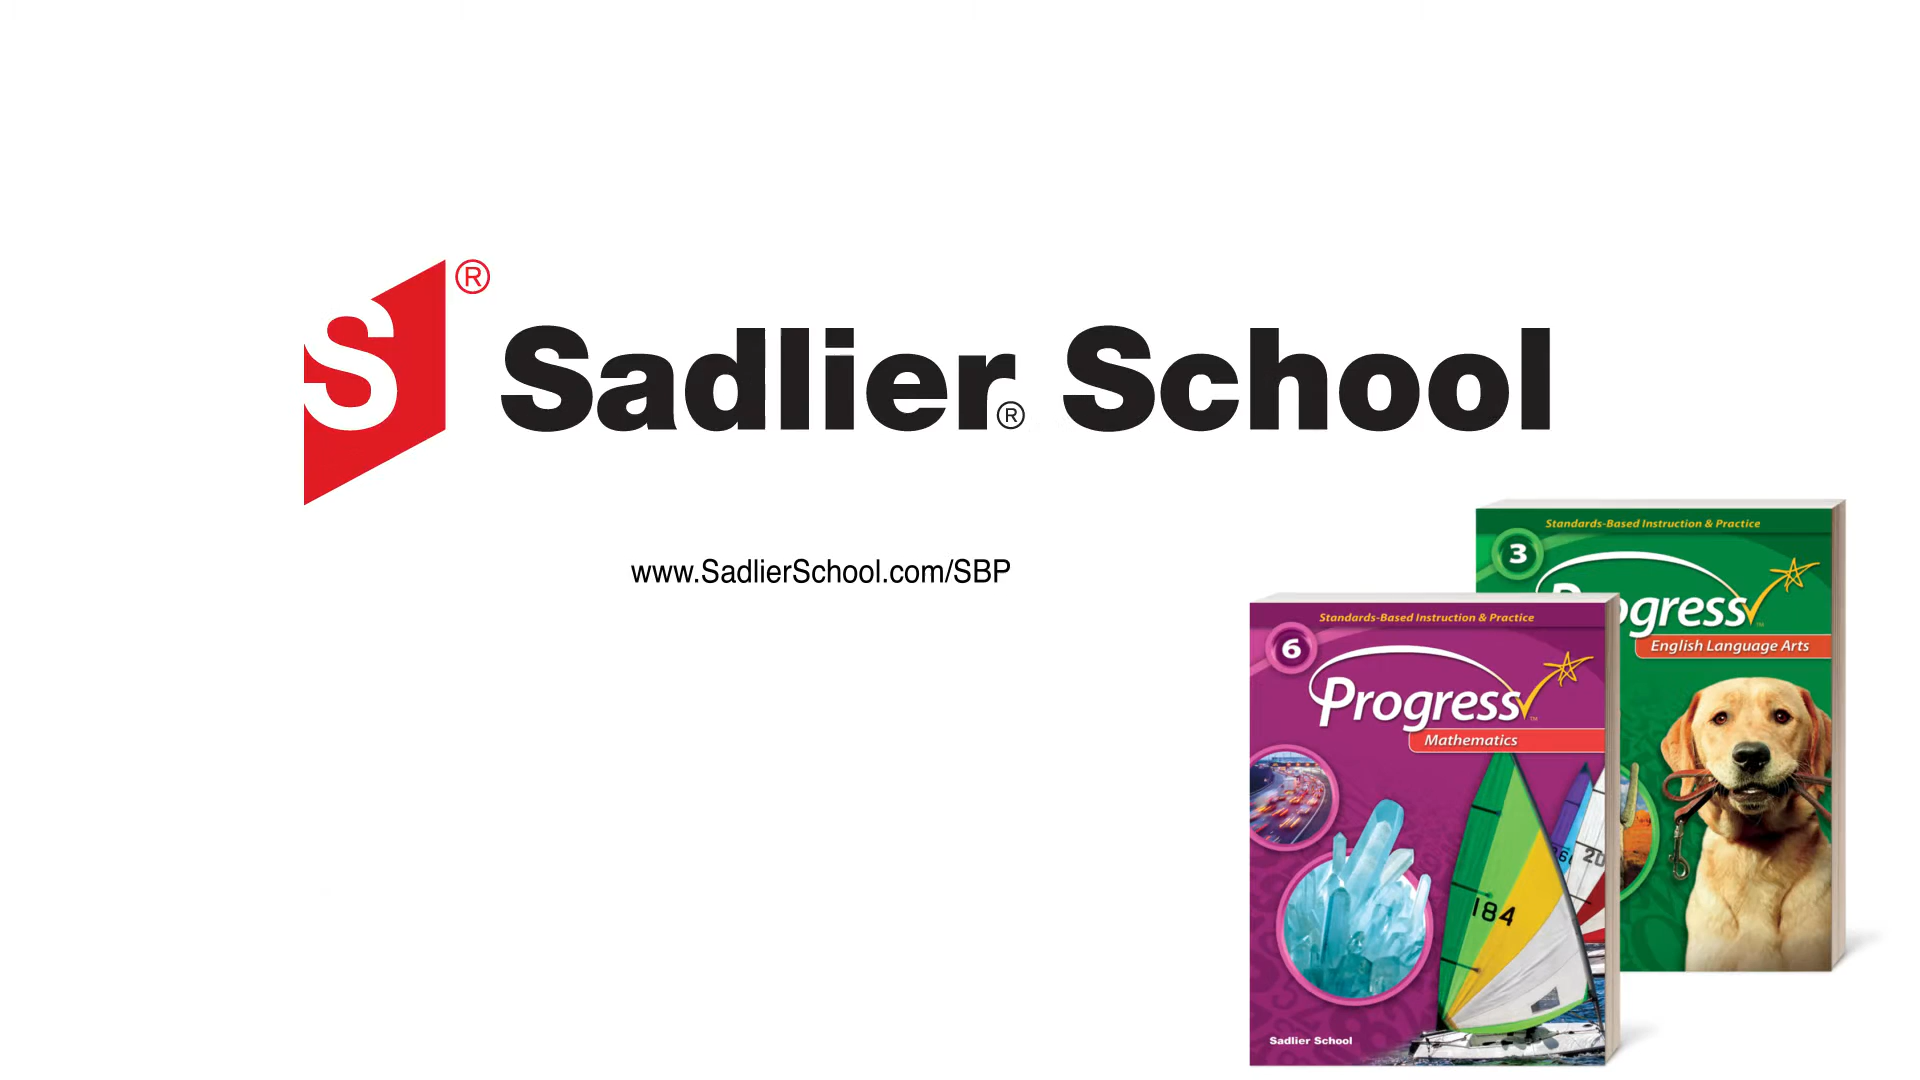 S®
Sadlier® School
www.SadlierSchool.com/SBP
Standards-Based Instruction & Practice
3
Progress
English Language Arts
Standards-Based Instruction & Practice
6
Progress™
Mathematics
184
Sadlier School